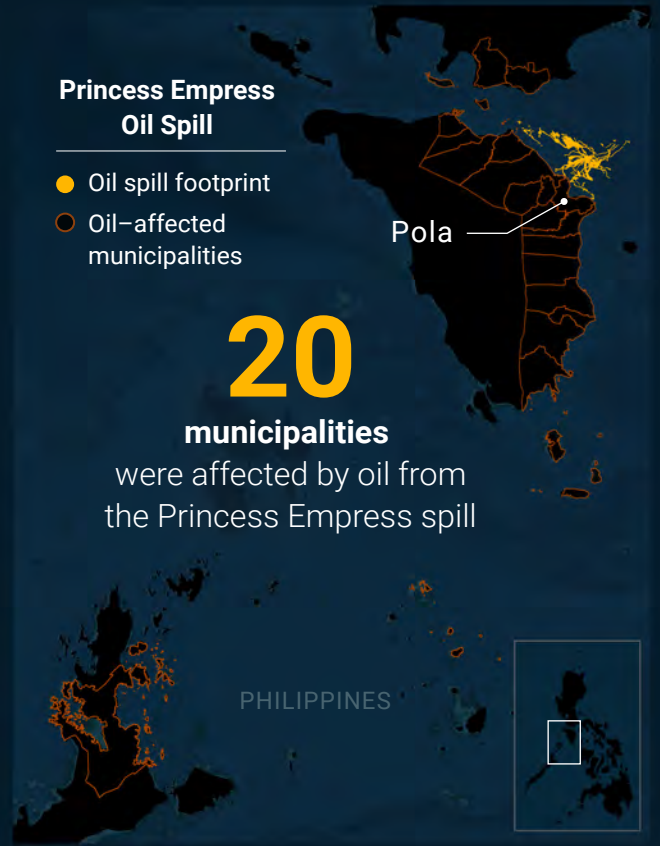 Princess Empress
Oil Spill
Oil spill footprint
Oil–affected
municipalities
Pola
20
municipalities
were affected by oil from
the Princess Empress spill
PHILIPPINES